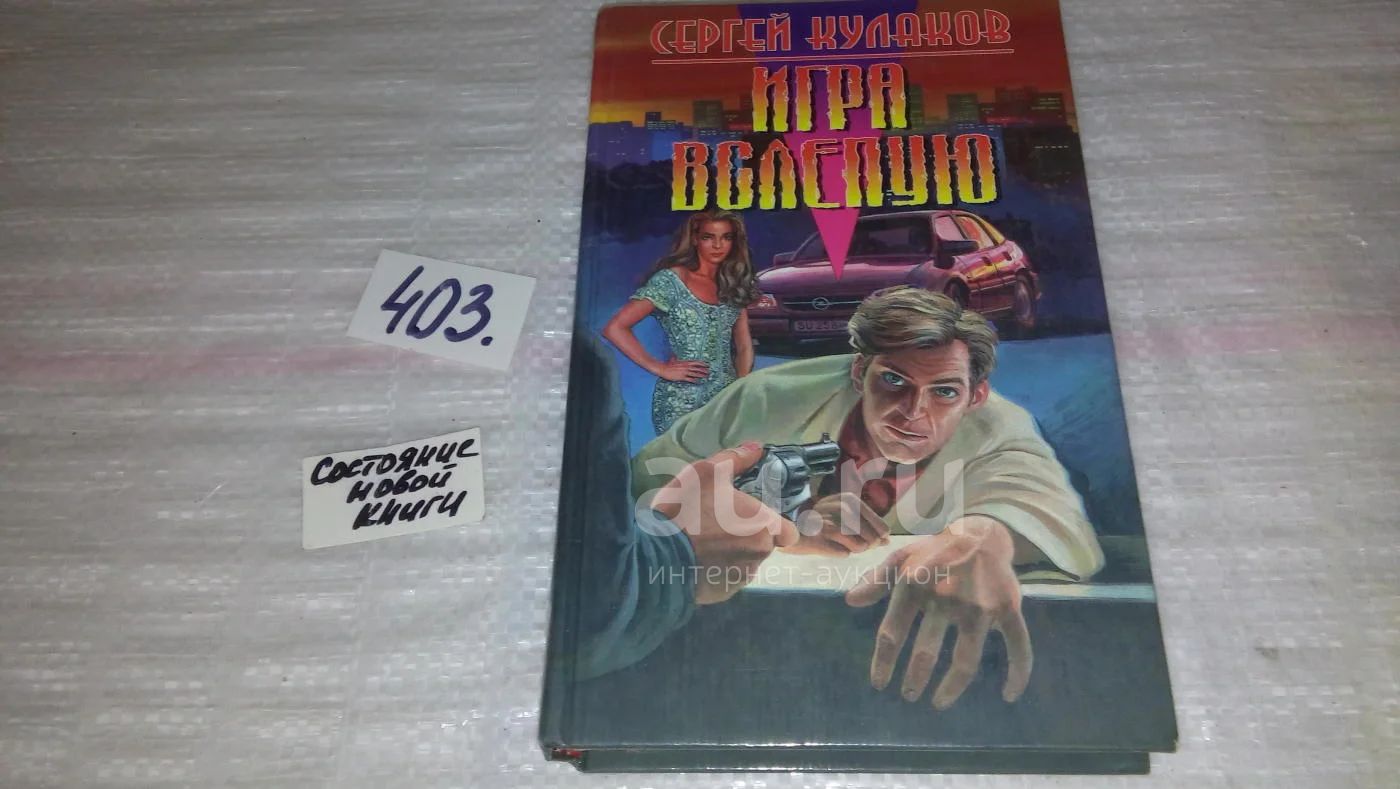 СЕРГЕЙ КУЛАКОВ
ИГРА
ВСЛЕПУЮ
403.
Состояние
новой
книги
au.ru
интернет-аукцион